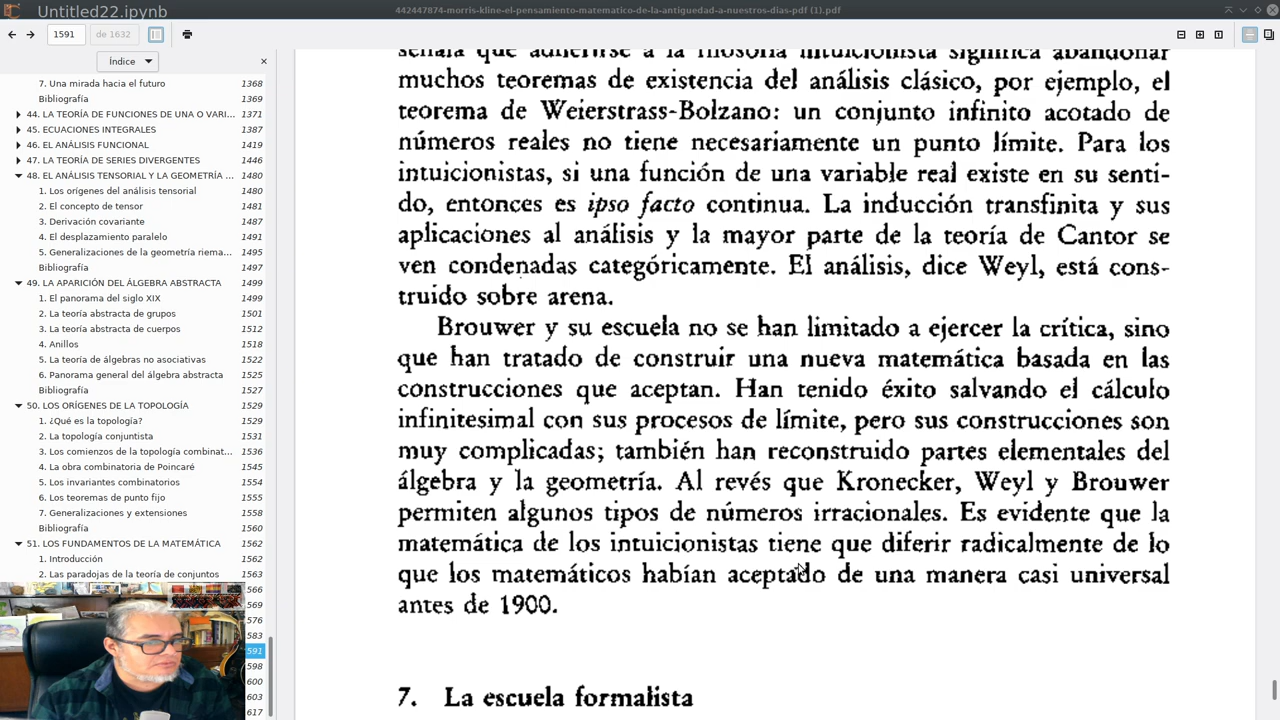 Untitled22.ipynb
442447874-morris-kline-el-pensamiento-matematico-de-la-antiguedad-a-nuestros-dias-pdf (1).pdf
1591
de 1632
Índice
7. Una mirada hacia el futuro 1368
Bibliografía 1369
44. LA TEORÍA DE FUNCIONES DE UNA O VARI... 1371
45. ECUACIONES INTEGRALES 1387
46. EL ANÁLISIS FUNCIONAL 1419
47. LA TEORÍA DE SERIES DIVERGENTES 1446
48. EL ANÁLISIS TENSORIAL Y LA GEOMETRÍA ... 1480
1. Los orígenes del análisis tensorial 1480
2. El concepto de tensor 1481
3. Derivación covariante 1487
4. El desplazamiento paralelo 1491
5. Generalizaciones de la geometría riema... 1495
Bibliografía 1497
49. LA APARICIÓN DEL ÁLGEBRA ABSTRACTA 1499
1. El panorama del siglo XIX 1499
2. La teoría abstracta de grupos 1501
3. La teoría abstracta de cuerpos 1512
4. Anillos 1518
5. La teoría de álgebras no asociativas 1522
6. Panorama general del álgebra abstracta 1525
Bibliografía 1527
50. LOS ORÍGENES DE LA TOPOLOGÍA 1529
1. ¿Qué es la topología? 1529
2. La topología conjuntista 1531
3. Los comienzos de la topología combinat... 1536
4. La obra combinatoria de Poincaré 1545
5. Los invariantes combinatorios 1554
6. Los teoremas de punto fijo 1555
7. Generalizaciones y extensiones 1558
Bibliografía 1560
51. LOS FUNDAMENTOS DE LA MATEMÁTICA 1562
1. Introducción 1562
2. Las paradojas de la teoría de conjuntos 1563
566
569
576
583
591
598
600
603
617
señala que adherirse a la filosofía intuicionista significa abandonar
muchos teoremas de existencia del análisis clásico, por ejemplo, el
teorema de Weierstrass-Bolzano: un conjunto infinito acotado de
números reales no tiene necesariamente un punto límite. Para los
intuicionistas, si una función de una variable real existe en su senti-
do, entonces es ipso facto continua. La inducción transfinita y sus
aplicaciones al análisis y la mayor parte de la teoría de Cantor se
ven condenadas categóricamente. El análisis, dice Weyl, está cons-
truido sobre arena.
Brouwer y su escuela no se han limitado a ejercer la crítica, sino
que han tratado de construir una nueva matemática basada en las
construcciones que aceptan. Han tenido éxito salvando el cálculo
infinitesimal con sus procesos de límite, pero sus construcciones son
muy complicadas; también han reconstruido partes elementales del
álgebra y la geometría. Al revés que Kronecker, Weyl y Brouwer
permiten algunos tipos de números irracionales. Es evidente que la
matemática de los intuicionistas tiene que diferir radicalmente de lo
que los matemáticos habían aceptado de una manera casi universal
antes de 1900.
7. La escuela formalista